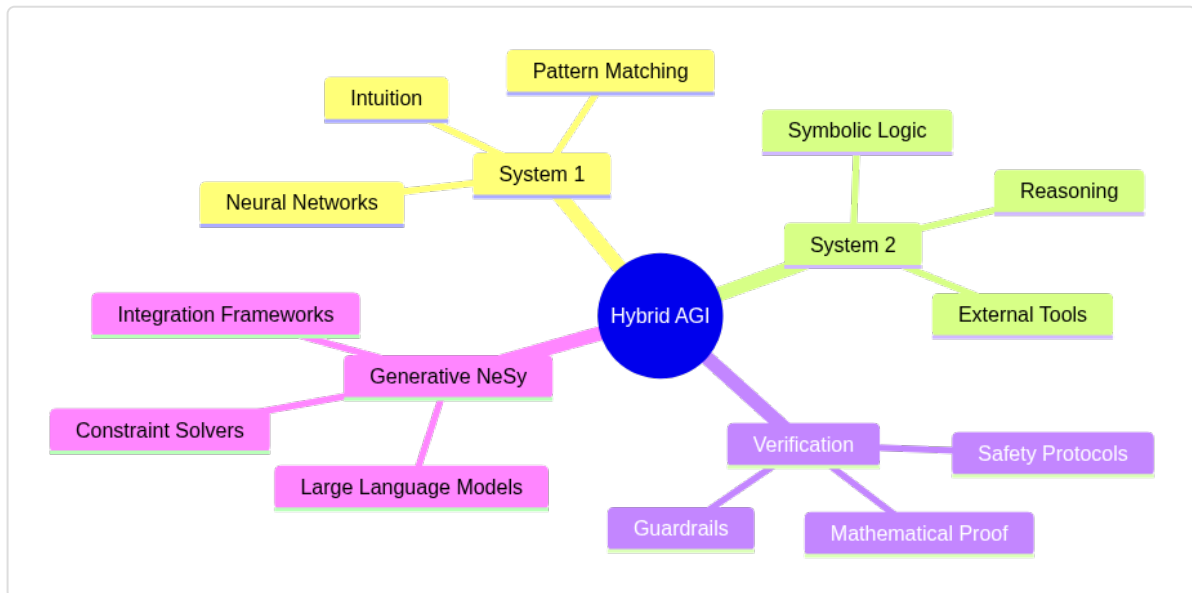 Pattern Matching
Intuition
System 1
Neural Networks
Symbolic Logic
Reasoning
System 2
External Tools
Hybrid AGI
Integration Frameworks
Generative NeSy
Constraint Solvers
Large Language Models
Verification
Safety Protocols
Guardrails
Mathematical Proof